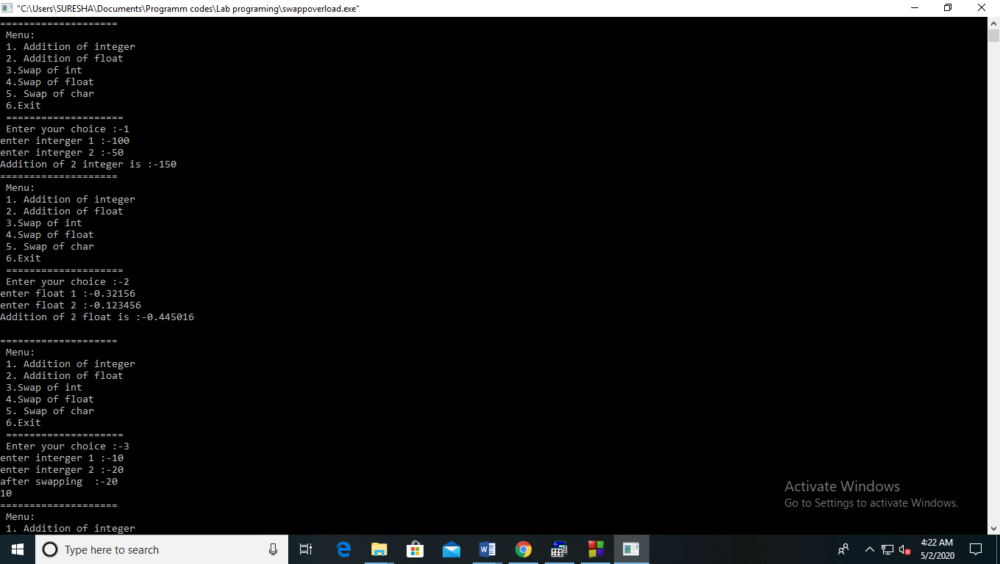 "C:\Users\SURESHA\Documents\Programm codes\Lab programing\swappoverload.exe"
====================
Menu:
1. Addition of integer
2. Addition of float
3.Swap of int
4.Swap of float
5. Swap of char
6.Exit
====================
Enter your choice :-1
enter interger 1 :-100
enter interger 2 :-50
Addition of 2 integer is :-150
====================
Menu:
1. Addition of integer
2. Addition of float
3.Swap of int
4.Swap of float
5. Swap of char
6.Exit
====================
Enter your choice :-2
enter float 1 :-0.32156
enter float 2 :-0.123456
Addition of 2 float is :-0.445016
====================
Menu:
1. Addition of integer
2. Addition of float
3.Swap of int
4.Swap of float
5. Swap of char
6.Exit
====================
Enter your choice :-3
enter interger 1 :-10
enter interger 2 :-20
after swapping  :-20
10
====================
Menu:
1. Addition of integer
Activate Windows
Go to Settings to activate Windows.
Type here to search
4:22 AM
5/2/2020